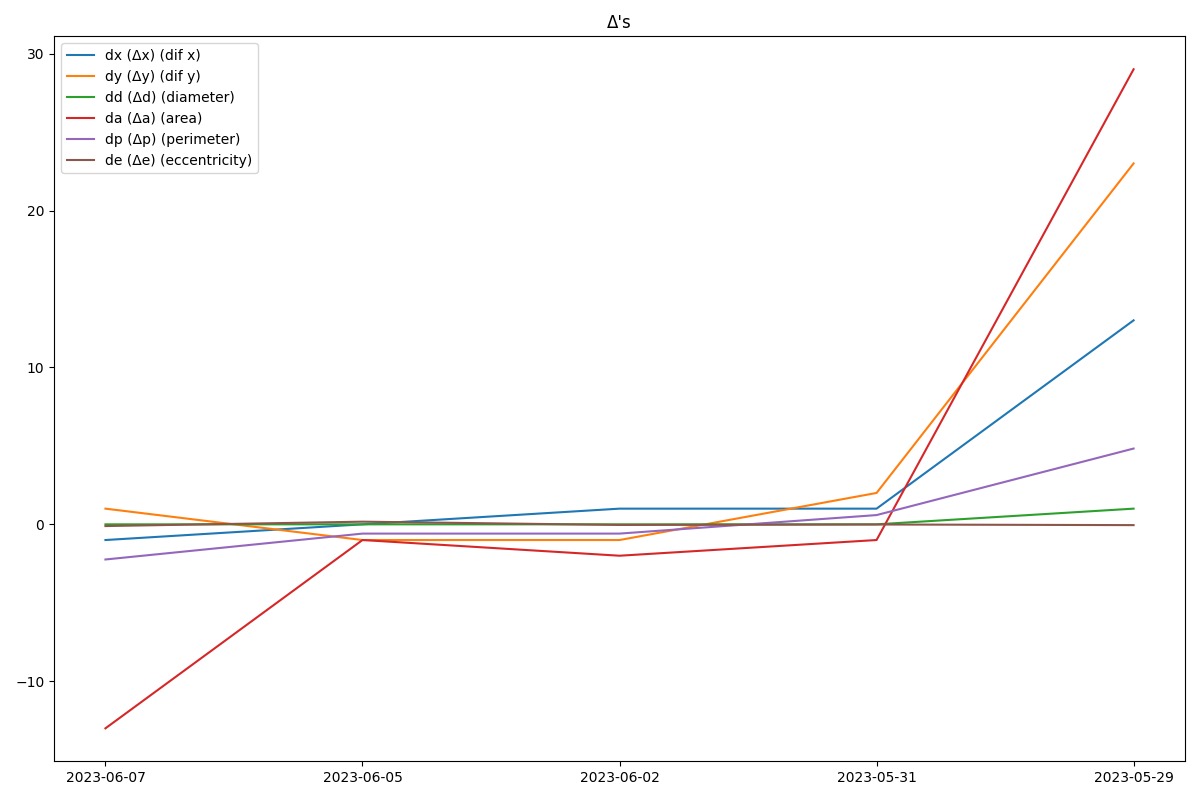 Δ's
dx (Δx) (dif x)
dy (Δy) (dif y)
dd (Δd) (diameter)
da (Δa) (area)
dp (Δp) (perimeter)
de (Δe) (eccentricity)
30
20
10
0
−10
2023-06-07 2023-06-05 2023-06-02 2023-05-31 2023-05-29